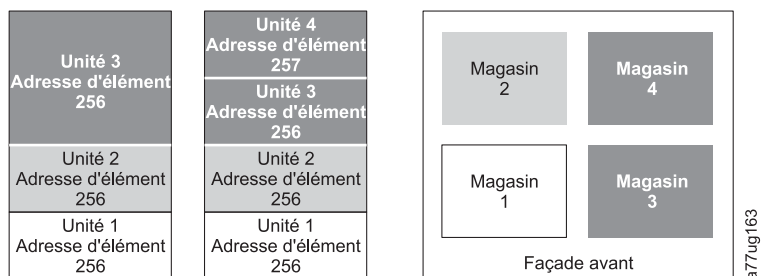 Unité 3
Adresse d'élément
256
Unité 2
Adresse d'élément
256
Unité 1
Adresse d'élément
256
Unité 4
Adresse d'élément
257
Unité 3
Adresse d'élément
256
Unité 2
Adresse d'élément
256
Unité 1
Adresse d'élément
256
Magasin
2
Magasin
4
Magasin
1
Magasin
3
Façade avant
a77ug163